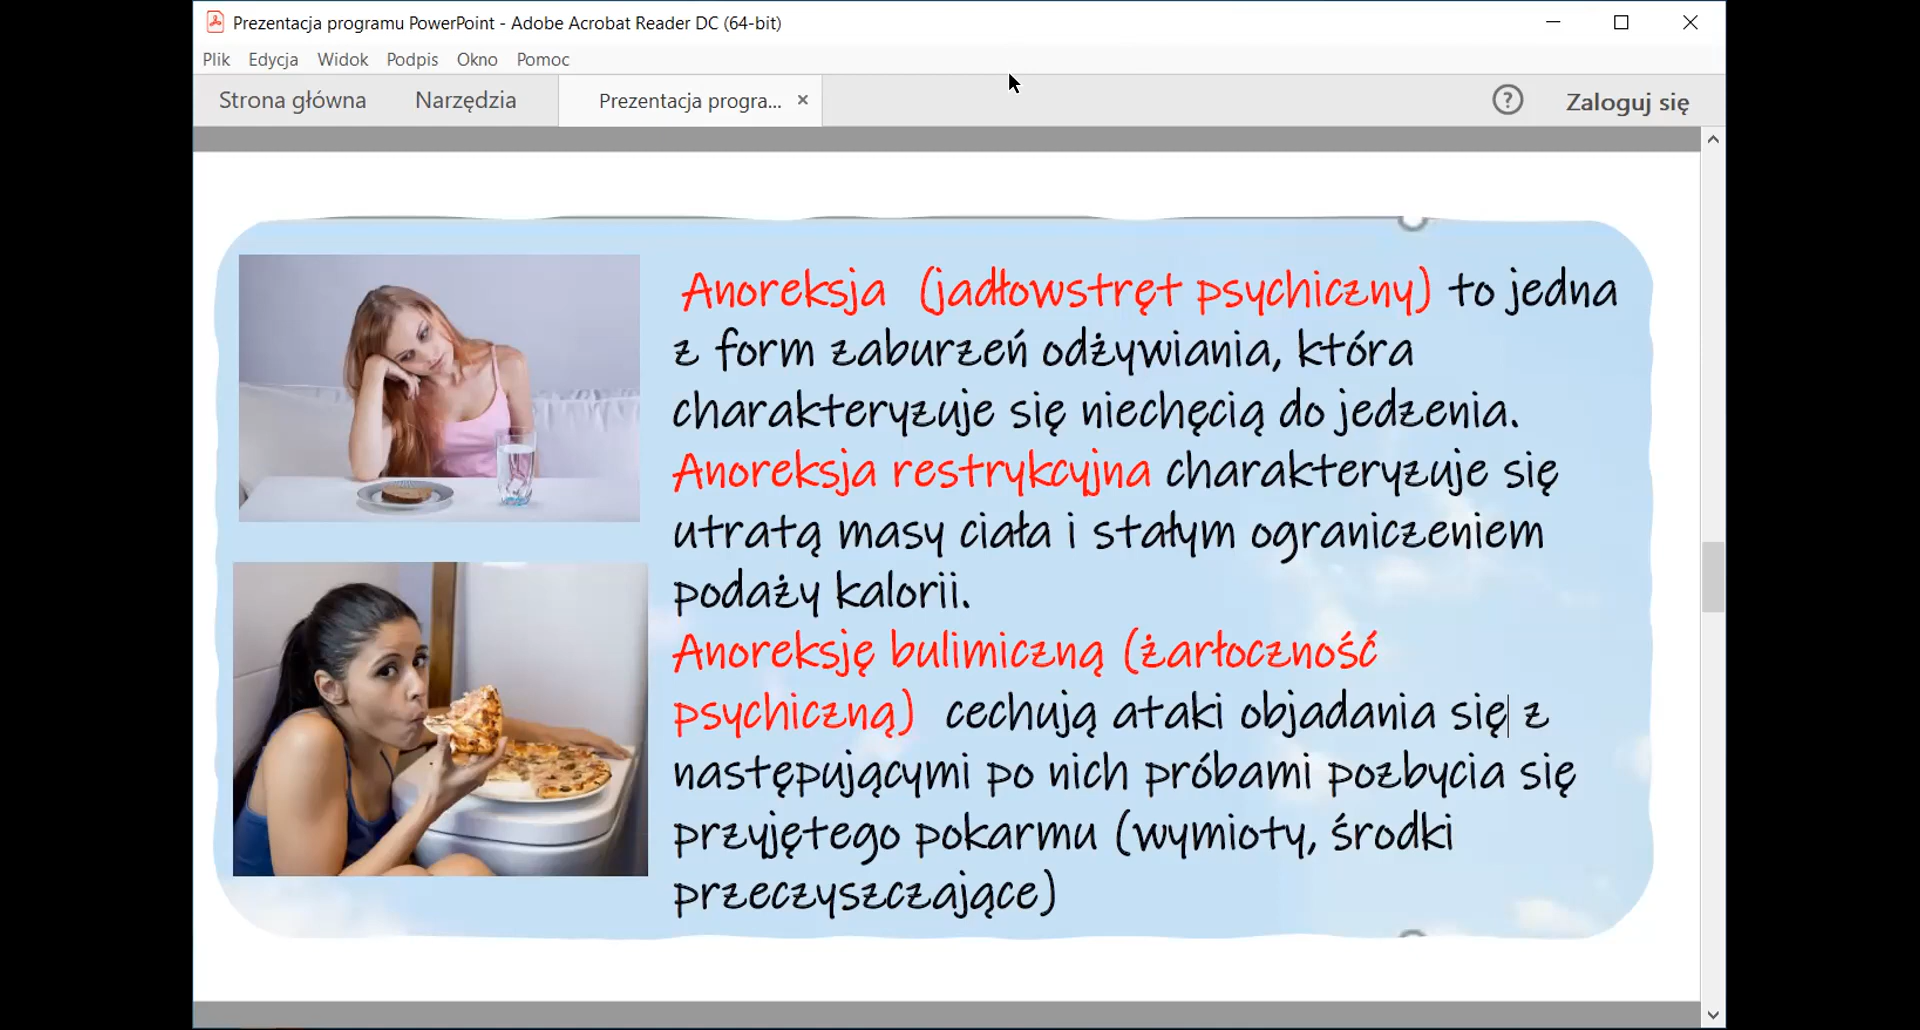 Prezentacja programu PowerPoint - Adobe Acrobat Reader DC (64-bit)
Plik Edycja Widok Podpis Okno Pomoc
Strona główna Narzędzia Prezentacja progra... Zaloguj się
Anoreksja (jadłowstręt psychiczny) to jedna
z form zaburzeń odżywiania, która
charakteryzuje się niechęcią do jedzenia.
Anoreksja restrykcyjna charakteryzuje się
utratą masy ciała i stałym ograniczeniem
podaży kalorii.
Anoreksję bulimiczną (żarłoczność
psychiczną) cechują ataki objadania się z
następującymi po nich próbami pozbycia się
przyjętego pokarmu (wymioty, środki
przeczyszczające)